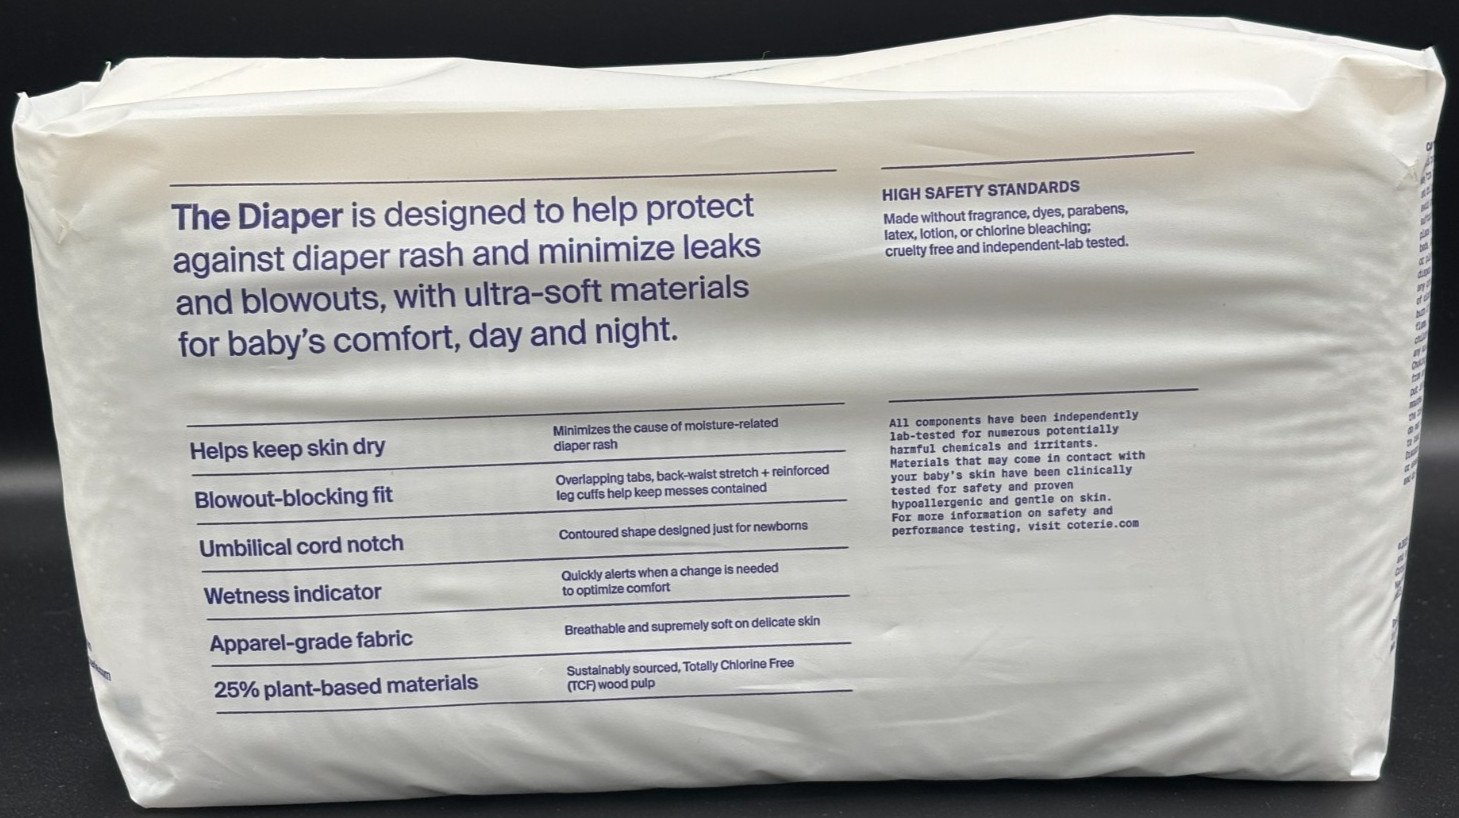 The Diaper is designed to help protect
against diaper rash and minimize leaks
and blowouts, with ultra-soft materials
for baby's comfort, day and night.
HIGH SAFETY STANDARDS
Made without fragrance, dyes, parabens,
latex, lotion, or chlorine bleaching;
cruelty free and independent-lab tested.
Helps keep skin dry
Minimizes the cause of moisture-related
diaper rash
Blowout-blocking fit
Overlapping tabs, back-waist stretch + reinforced
leg cuffs help keep messes contained
Umbilical cord notch
Contoured shape designed just for newborns
Wetness indicator
Quickly alerts when a change is needed
to optimize comfort
Apparel-grade fabric
Breathable and supremely soft on delicate skin
25% plant-based materials
Sustainably sourced, Totally Chlorine Free
(TCF) wood pulp
All components have been independently
lab-tested for numerous potentially
harmful chemicals and irritants.
Materials that may come in contact with
your baby's skin have been clinically
tested for safety and proven
hypoallergenic and gentle on skin.
For more information on safety and
performance testing, visit coterie.com